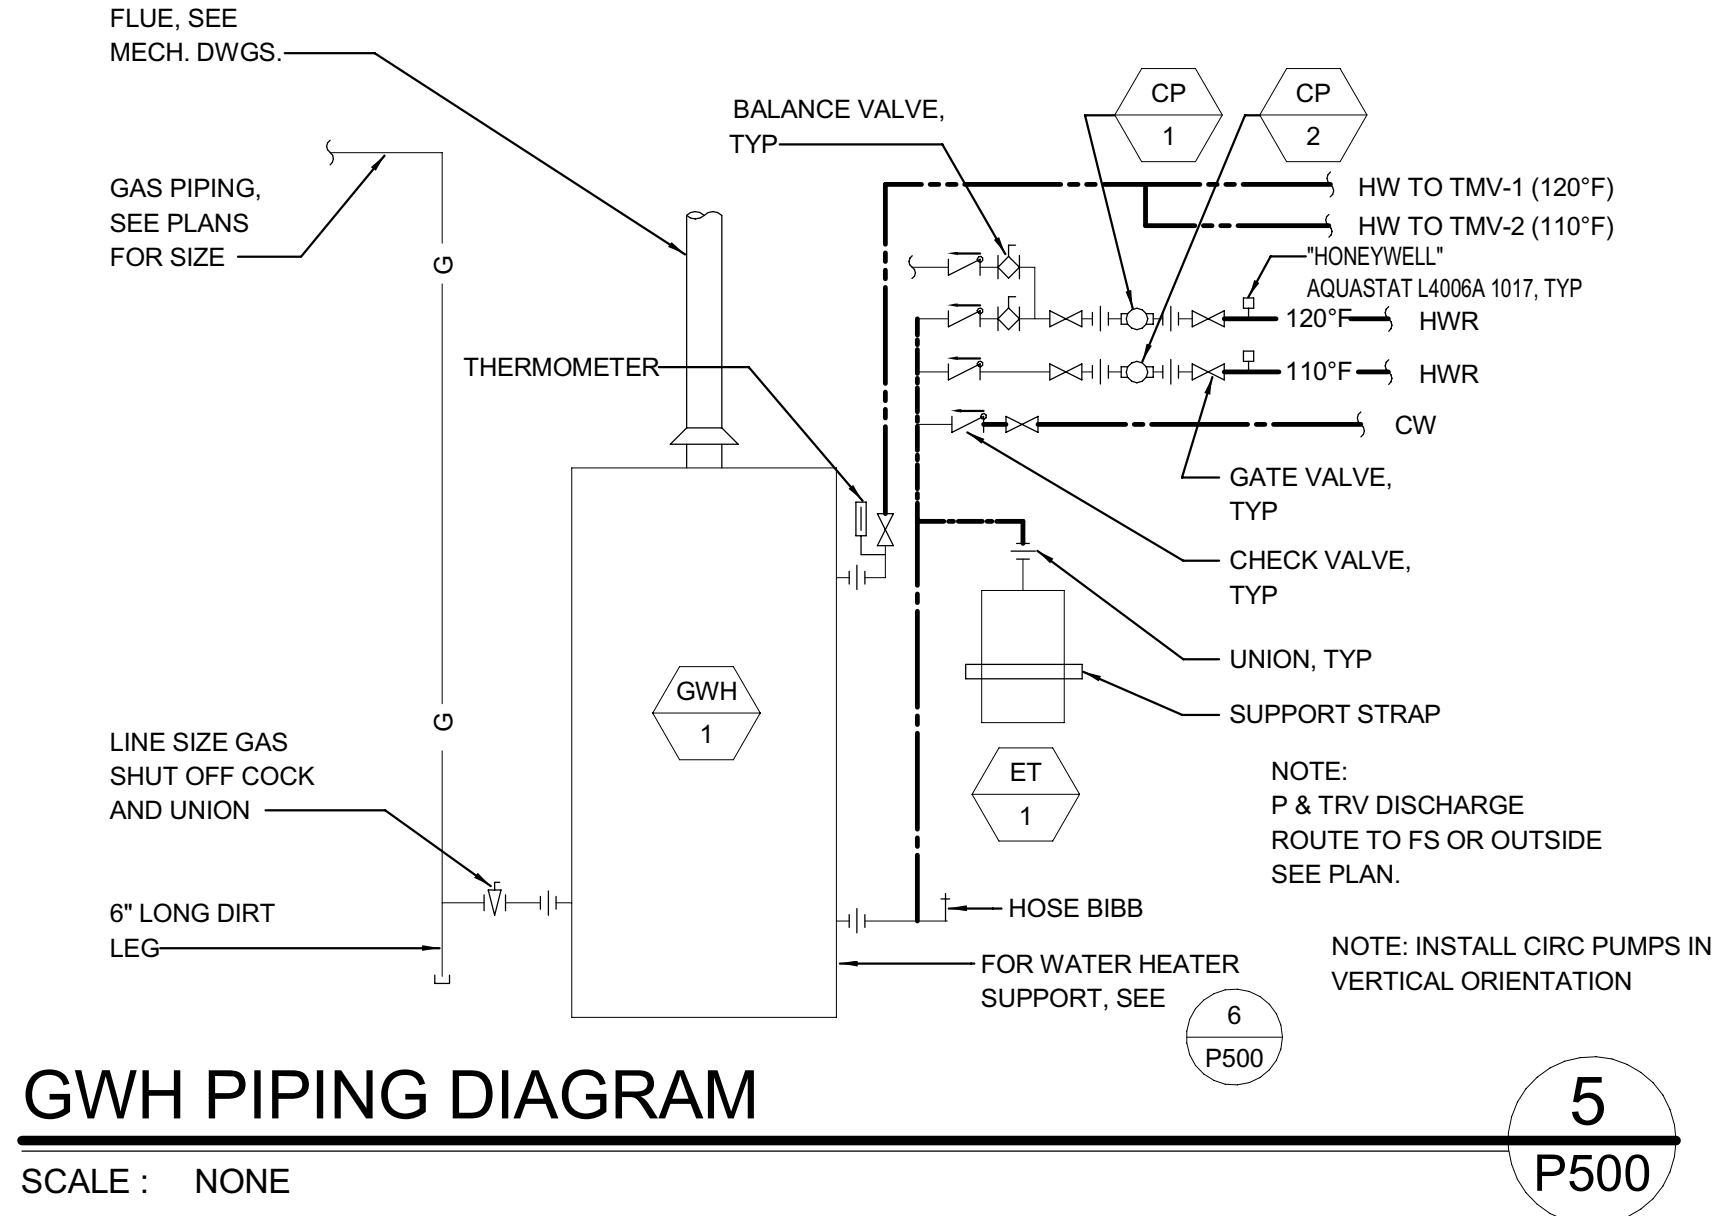 FLUE, SEE
MECH. DWGS.
GAS PIPING,
SEE PLANS
FOR SIZE
G
G
BALANCE VALVE,
TYP
CP
1
CP
2
HW TO TMV-1 (120°F)
HW TO TMV-2 (110°F)
"HONEYWELL"
AQUASTAT L4006A 1017, TYP
120°F HWR
110°F HWR
CW
THERMOMETER
GATE VALVE,
TYP
CHECK VALVE,
TYP
UNION, TYP
SUPPORT STRAP
GWH
1
ET
1
LINE SIZE GAS
SHUT OFF COCK
AND UNION
6" LONG DIRT
LEG
NOTE:
P & TRV DISCHARGE
ROUTE TO FS OR OUTSIDE
SEE PLAN.
HOSE BIBB
FOR WATER HEATER
SUPPORT, SEE
6
P500
NOTE: INSTALL CIRC PUMPS IN
VERTICAL ORIENTATION
GWH PIPING DIAGRAM
5
P500
SCALE : NONE